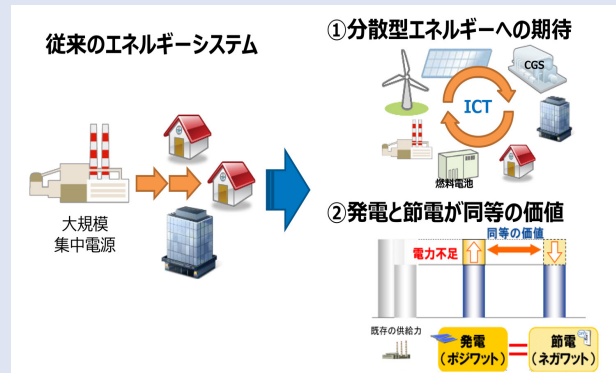 従来のエネルギーシステム
大規模
集中電源
①分散型エネルギーへの期待
CGS
ICT
燃料電池
②発電と節電が同等の価値
同等の価値
電力不足
既存の供給力
発電
(ポジワット)
節電
(ネガワット)